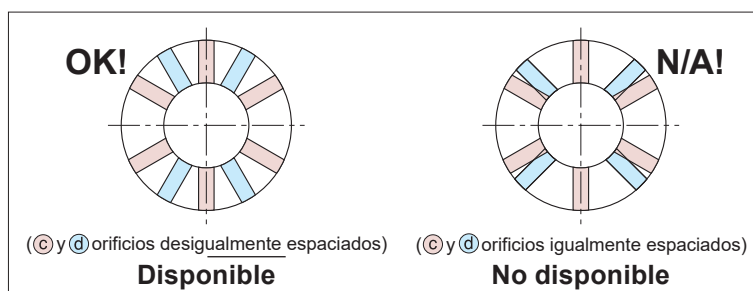 OK!
N/A!
(ⓒ y ⓓ orificios desigualmente espaciados)
Disponible
(ⓒ y ⓓ orificios igualmente espaciados)
No disponible